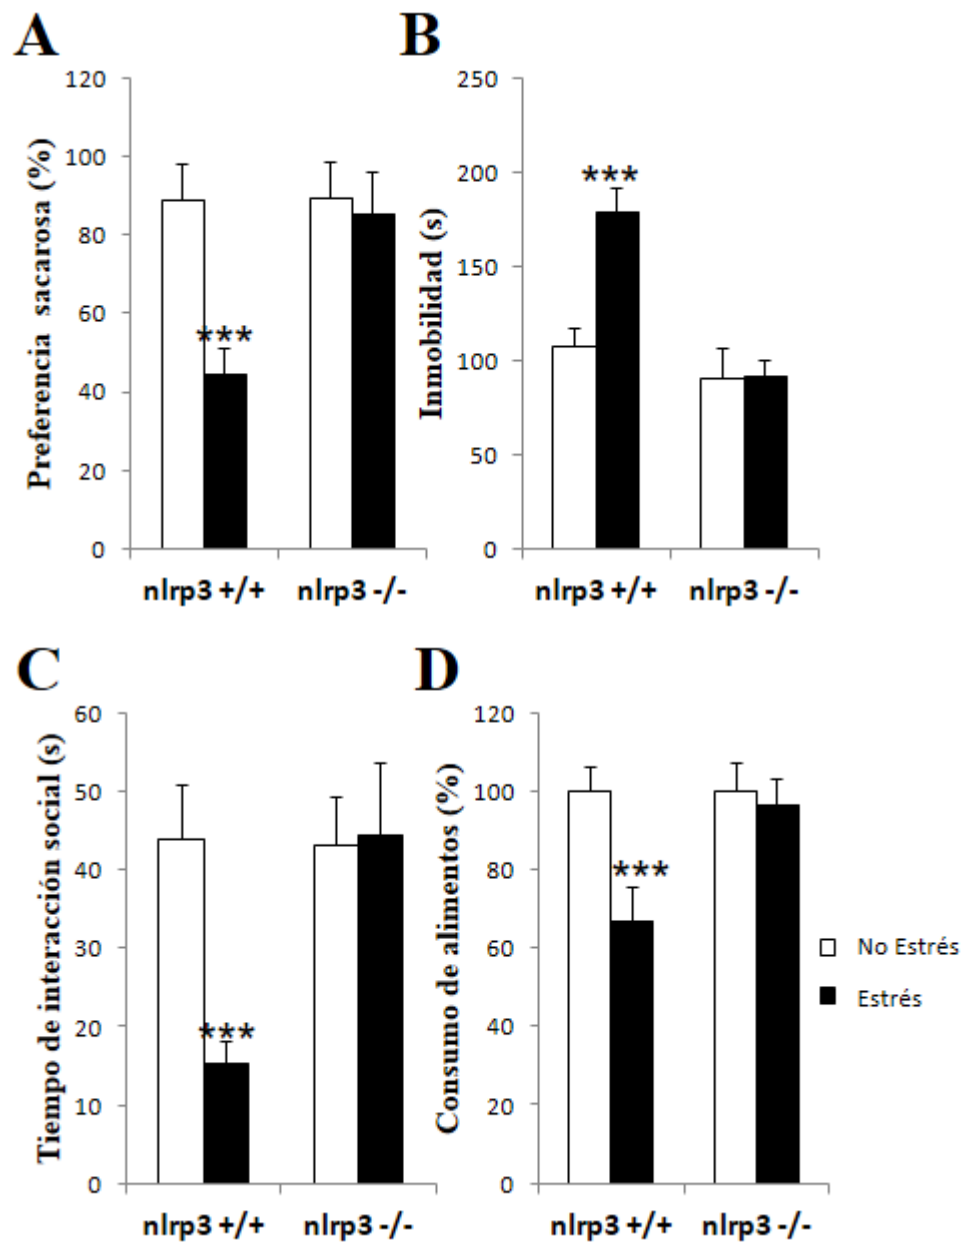 A
Preferencia sacarosa (%)
120
100
80
60
40
20
0
***
nlrp3 +/+
nlrp3 -/-
B
Inmobilidad (s)
250
200
150
100
50
0
***
nlrp3 +/+
nlrp3 -/-
C
Tiempo de interacción social (s)
60
50
40
30
20
10
0
***
nlrp3 +/+
nlrp3 -/-
D
Consumo de alimentos (%)
120
100
80
60
40
20
0
***
nlrp3 +/+
nlrp3 -/-
No Estrés
Estrés